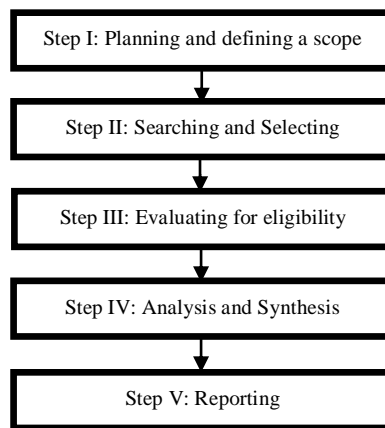 Step I: Planning and defining a scope
Step II: Searching and Selecting
Step III: Evaluating for eligibility
Step IV: Analysis and Synthesis
Step V: Reporting